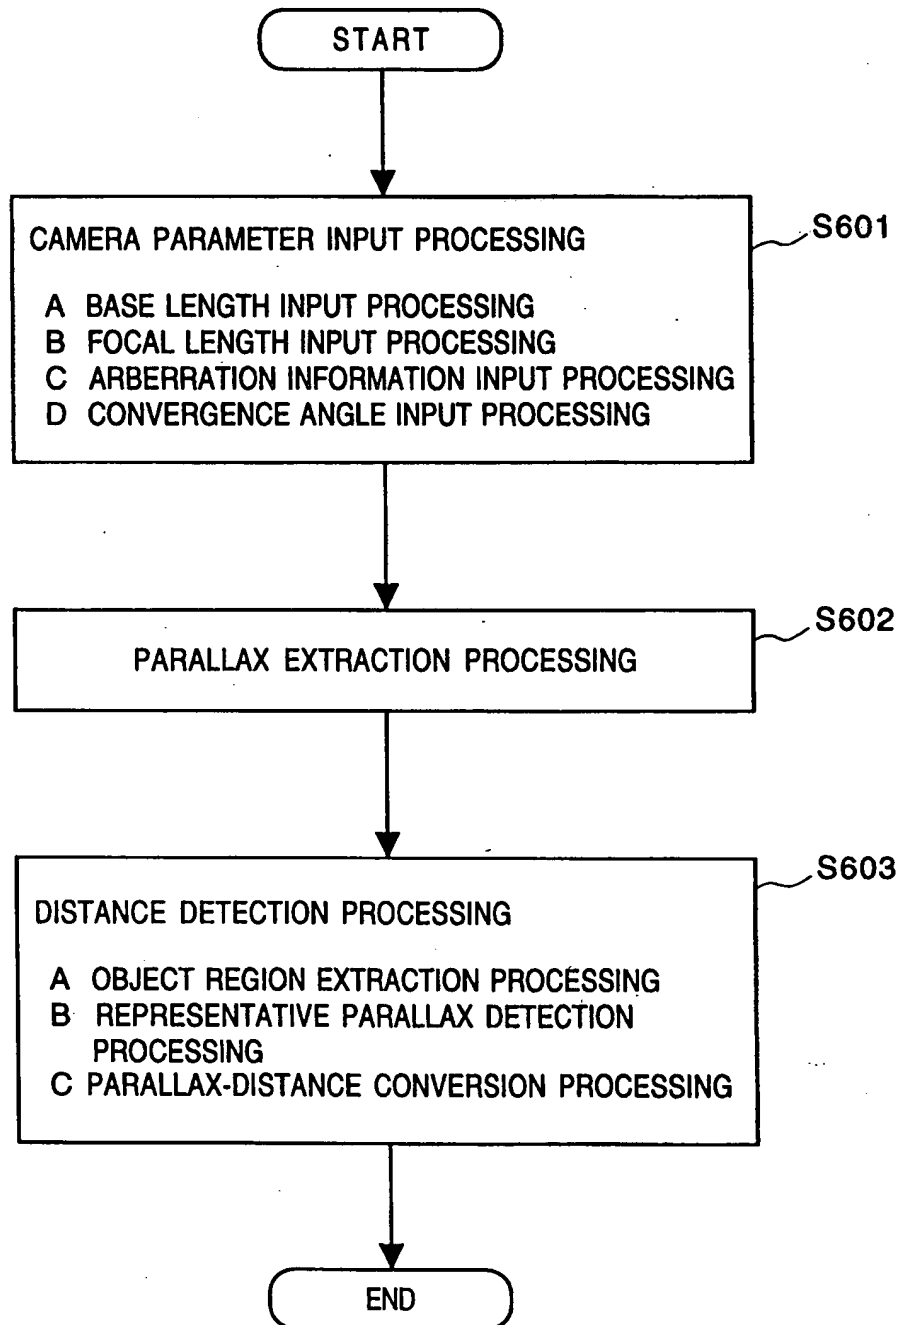 START
CAMERA PARAMETER INPUT PROCESSING
S601
A BASE LENGTH INPUT PROCESSING
B FOCAL LENGTH INPUT PROCESSING
C ARBERRATION INFORMATION INPUT PROCESSING
D CONVERGENCE ANGLE INPUT PROCESSING
S602
PARALLAX EXTRACTION PROCESSING
S603
DISTANCE DETECTION PROCESSING
A OBJECT REGION EXTRACTION PROCESSING
B REPRESENTATIVE PARALLAX DETECTION
PROCESSING
C PARALLAX-DISTANCE CONVERSION PROCESSING
END